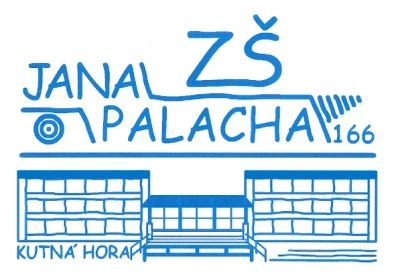 ZŠ
JANA
PALACHA
166
KUTNÁ HORA